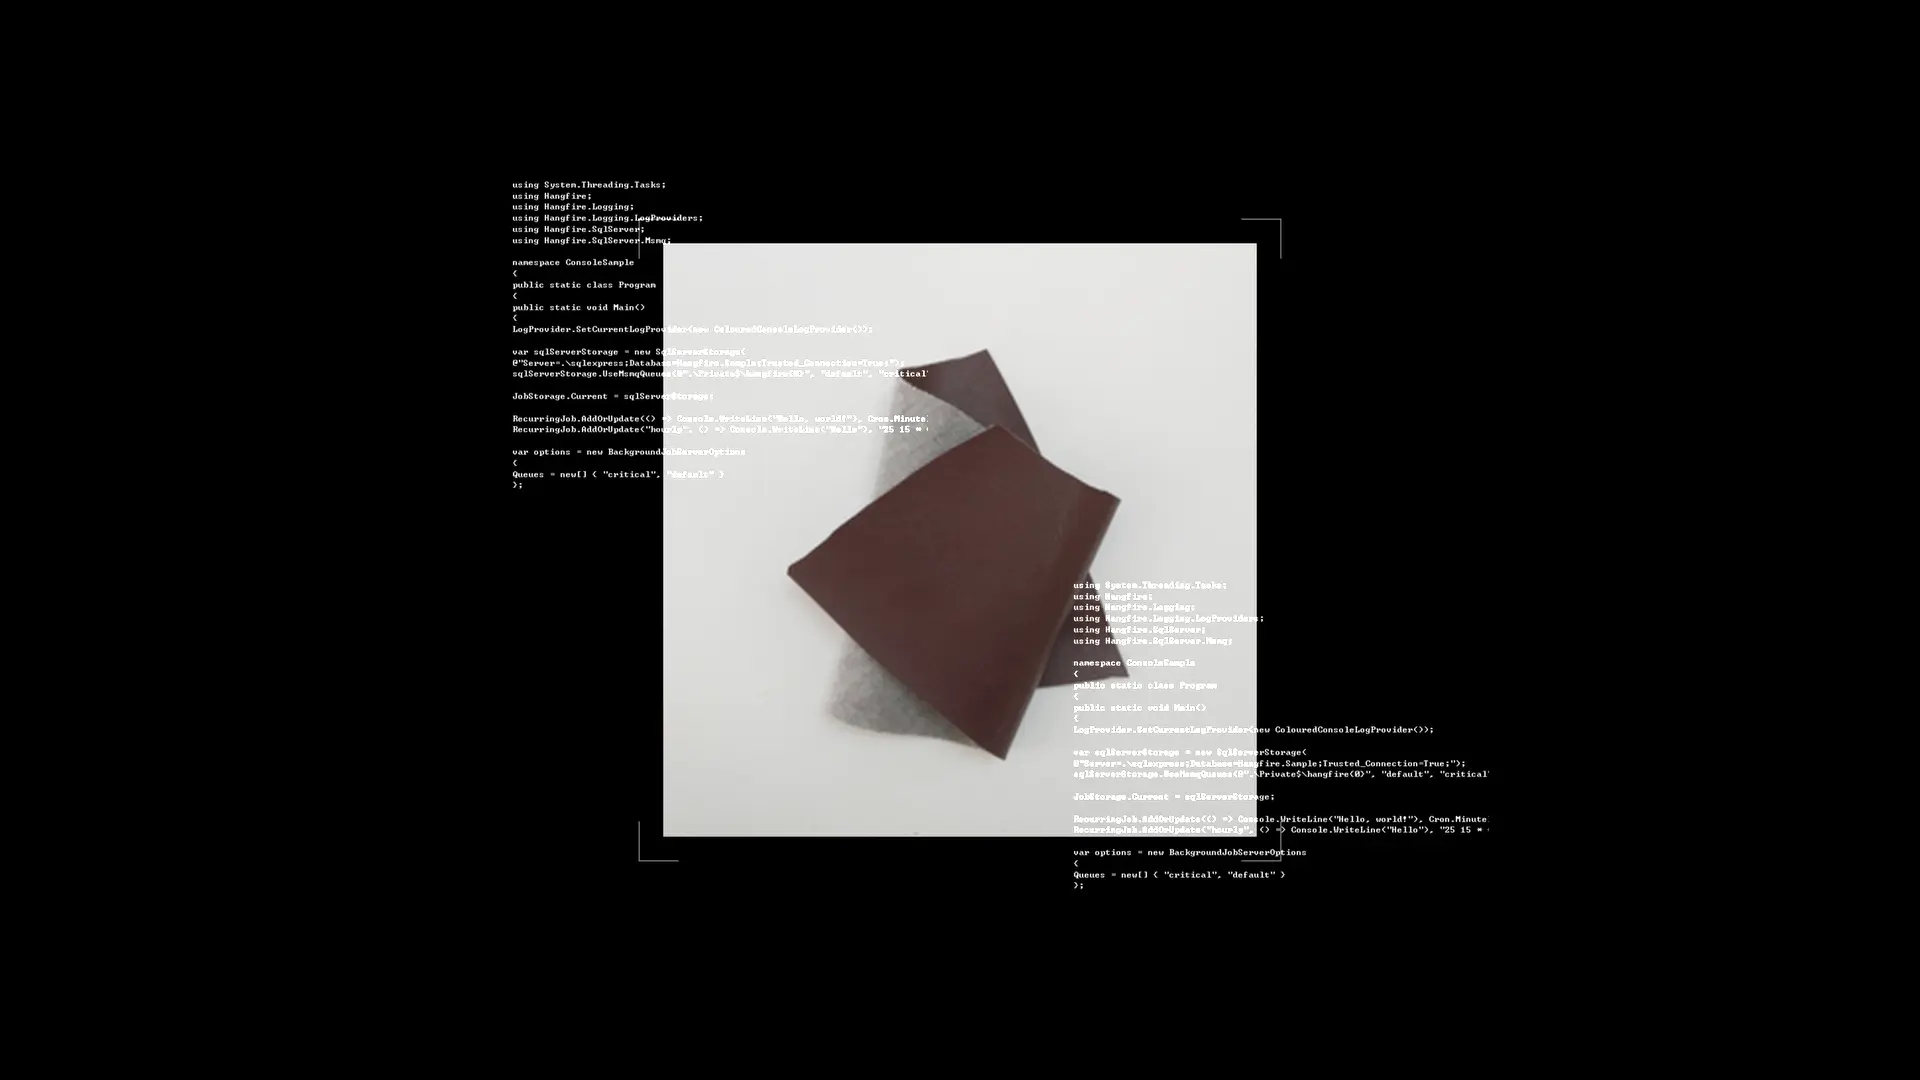 using System.Threading.Tasks;
using Hangfire;
using Hangfire.Logging;
using Hangfire.Logging.LogProviders;
using Hangfire.SqlServer;
using Hangfire.SqlServer.Msmq;
namespace ConsoleSample
{
public static class Program
{
public static void Main()
{
LogProvider.SetCurrentLogProvider(new ColouredConsoleLogProvider());
var sqlServerStorage = new SqlServerStorage(
@"Server=.\sqlexpress;Database=Hangfire.Sample;Trusted_Connection=True;");
sqlServerStorage.UseMsmqQueues(@".\Private$\hangfire{0}", "default", "critical"
JobStorage.Current = sqlServerStorage;
RecurringJob.AddOrUpdate(() => Console.WriteLine("Hello, world!"), Cron.Minute
RecurringJob.AddOrUpdate("hourly", () => Console.WriteLine("Hello"), "25 15 *
var options = new BackgroundJobServerOptions
{
Queues = new[] { "critical", "default" }
};
using System.Threading.Tasks;
using Hangfire;
using Hangfire.Logging;
using Hangfire.Logging.LogProviders;
using Hangfire.SqlServer;
using Hangfire.SqlServer.Msmq;
namespace ConsoleSample
{
public static class Program
{
public static void Main()
{
LogProvider.SetCurrentLogProvider(new ColouredConsoleLogProvider());
var sqlServerStorage = new SqlServerStorage(
@"Server=.\sqlexpress;Database=Hangfire.Sample;Trusted_Connection=True;");
sqlServerStorage.UseMsmqQueues(@".\Private$\hangfire{0}", "default", "critical"
JobStorage.Current = sqlServerStorage;
RecurringJob.AddOrUpdate(() => Console.WriteLine("Hello, world!"), Cron.Minute
RecurringJob.AddOrUpdate("hourly", () => Console.WriteLine("Hello"), "25 15 *
var options = new BackgroundJobServerOptions
{
Queues = new[] { "critical", "default" }
};